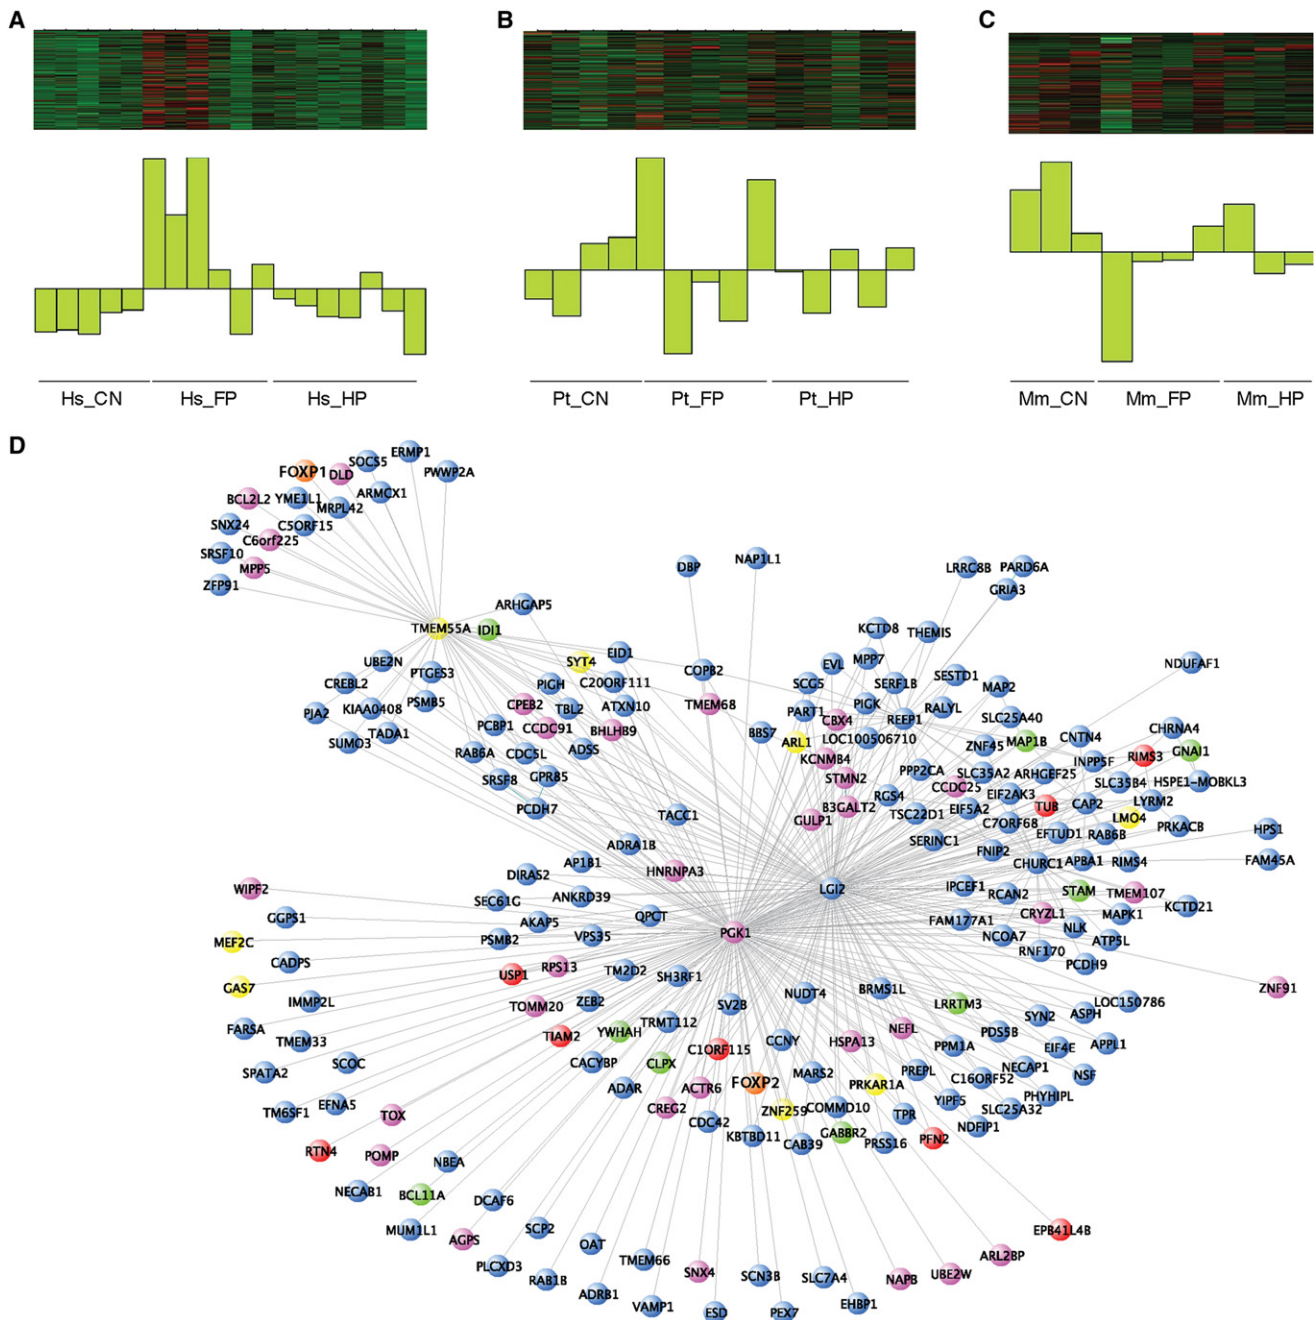 A
B
C
Hs_CN
Hs_FP
Hs_HP
Pt_CN
Pt_FP
Pt_HP
Mm_CN
Mm_FP
Mm_HP
D
ERMP1
SOCS5
FOXP1
DLD
PWWP2A
BCL2L2
YME1L1
ARMCX1
MRPL42
SNX24
C5ORF15
C6orf225
SRSF10
MPP5
ZFP91
DBP
NAP1L1
LRRC8B
PARD6A
GRIA3
ARHGAP5
TMEM55A
IDI1
KCTD8
THEMIS
UBE2N
PTGES3
SYT4
EID1
COPB2
EVL
MPP7
NDUFAF1
CREBL2
PIGH
C20ORF111
SCG5
SERF1B
SESTD1
MAP2
PJA2
KIAA0408
PSMB5
CPEB2
TBL2
ATXN10
TMEM68
PART1
PIGK
RALYL
SUMO3
TADA1
PCBP1
CCDC91
BHLHB9
CBX4
REEP1
SLC25A40
BBS7
ARL1
LOC100506710
ZNF45
MAP1B
CNTN4
CHRNA4
RAB6A
CDC5L
ADSS
KCNMB4
INPP5F
RIMS3
GNAI1
SRSF8
GPR85
STMN2
PPP2CA
SLC35A2
ARHGEF25
SLC35B4
HSPE1-MOBKL3
PCDH7
CCDC25
EIF2AK3
RGS4
B3GALT2
EIF5A2
TUB
CAP2
LYRM2
TACC1
GULP1
TSC22D1
C7ORF68
LMO4
PRKACB
HPS1
SERINC1
EFTUD1
RAB6B
ADRA1B
FNIP2
AP1B1
CHURC1
APBA1
RIMS4
FAM45A
DIRAS2
HNRNPA3
WIPF2
LGI2
IPCEF1
RCAN2
STAM
TMEM107
SEC61G
ANKRD39
GGPS1
AKAP5
QPCT
FAM177A1
CRYZL1
MAPK1
KCTD21
MEF2C
PSMB2
VPS35
PGK1
NCOA7
NLK
ATP5L
CADPS
RNF170
PCDH9
GAS7
USP1
RPS13
TM2D2
SH3RF1
ZNF91
IMMP2L
TOMM20
ZEB2
SV2B
NUDT4
BRMS1L
LRRTM3
LOC150786
FARSA
TIAM2
YWHAH
TRMT112
NEFL
SYN2
ASPH
TMEM33
C1ORF115
CCNY
HSPA13
PDS5B
SCOC
CACYBP
CLPX
PPM1A
EIF4E
APPL1
SPATA2
MARS2
PREPL
NECAP1
NSF
ADAR
ACTR6
FOXP2
PRKAR1A
C16ORF52
EFNA5
PHYHIPL
TM6SF1
TOX
CREG2
ZNF259
COMMD10
YIPF5
SLC25A32
CDC42
TPR
NDFIP1
RTN4
POMP
KBTBD11
CAB39
GABBR2
PRSS16
PFN2
NBEA
NECAB1
BCL11A
DCAF6
MUM1L1
AGPS
SCP2
EPB41L4B
OAT
PLCXD3
TMEM66
ARL2BP
RAB1B
SNX4
SCN3B
SLC7A4
NAPB
UBE2W
ADRB1
VAMP1
ESD
PEX7
EHBP1